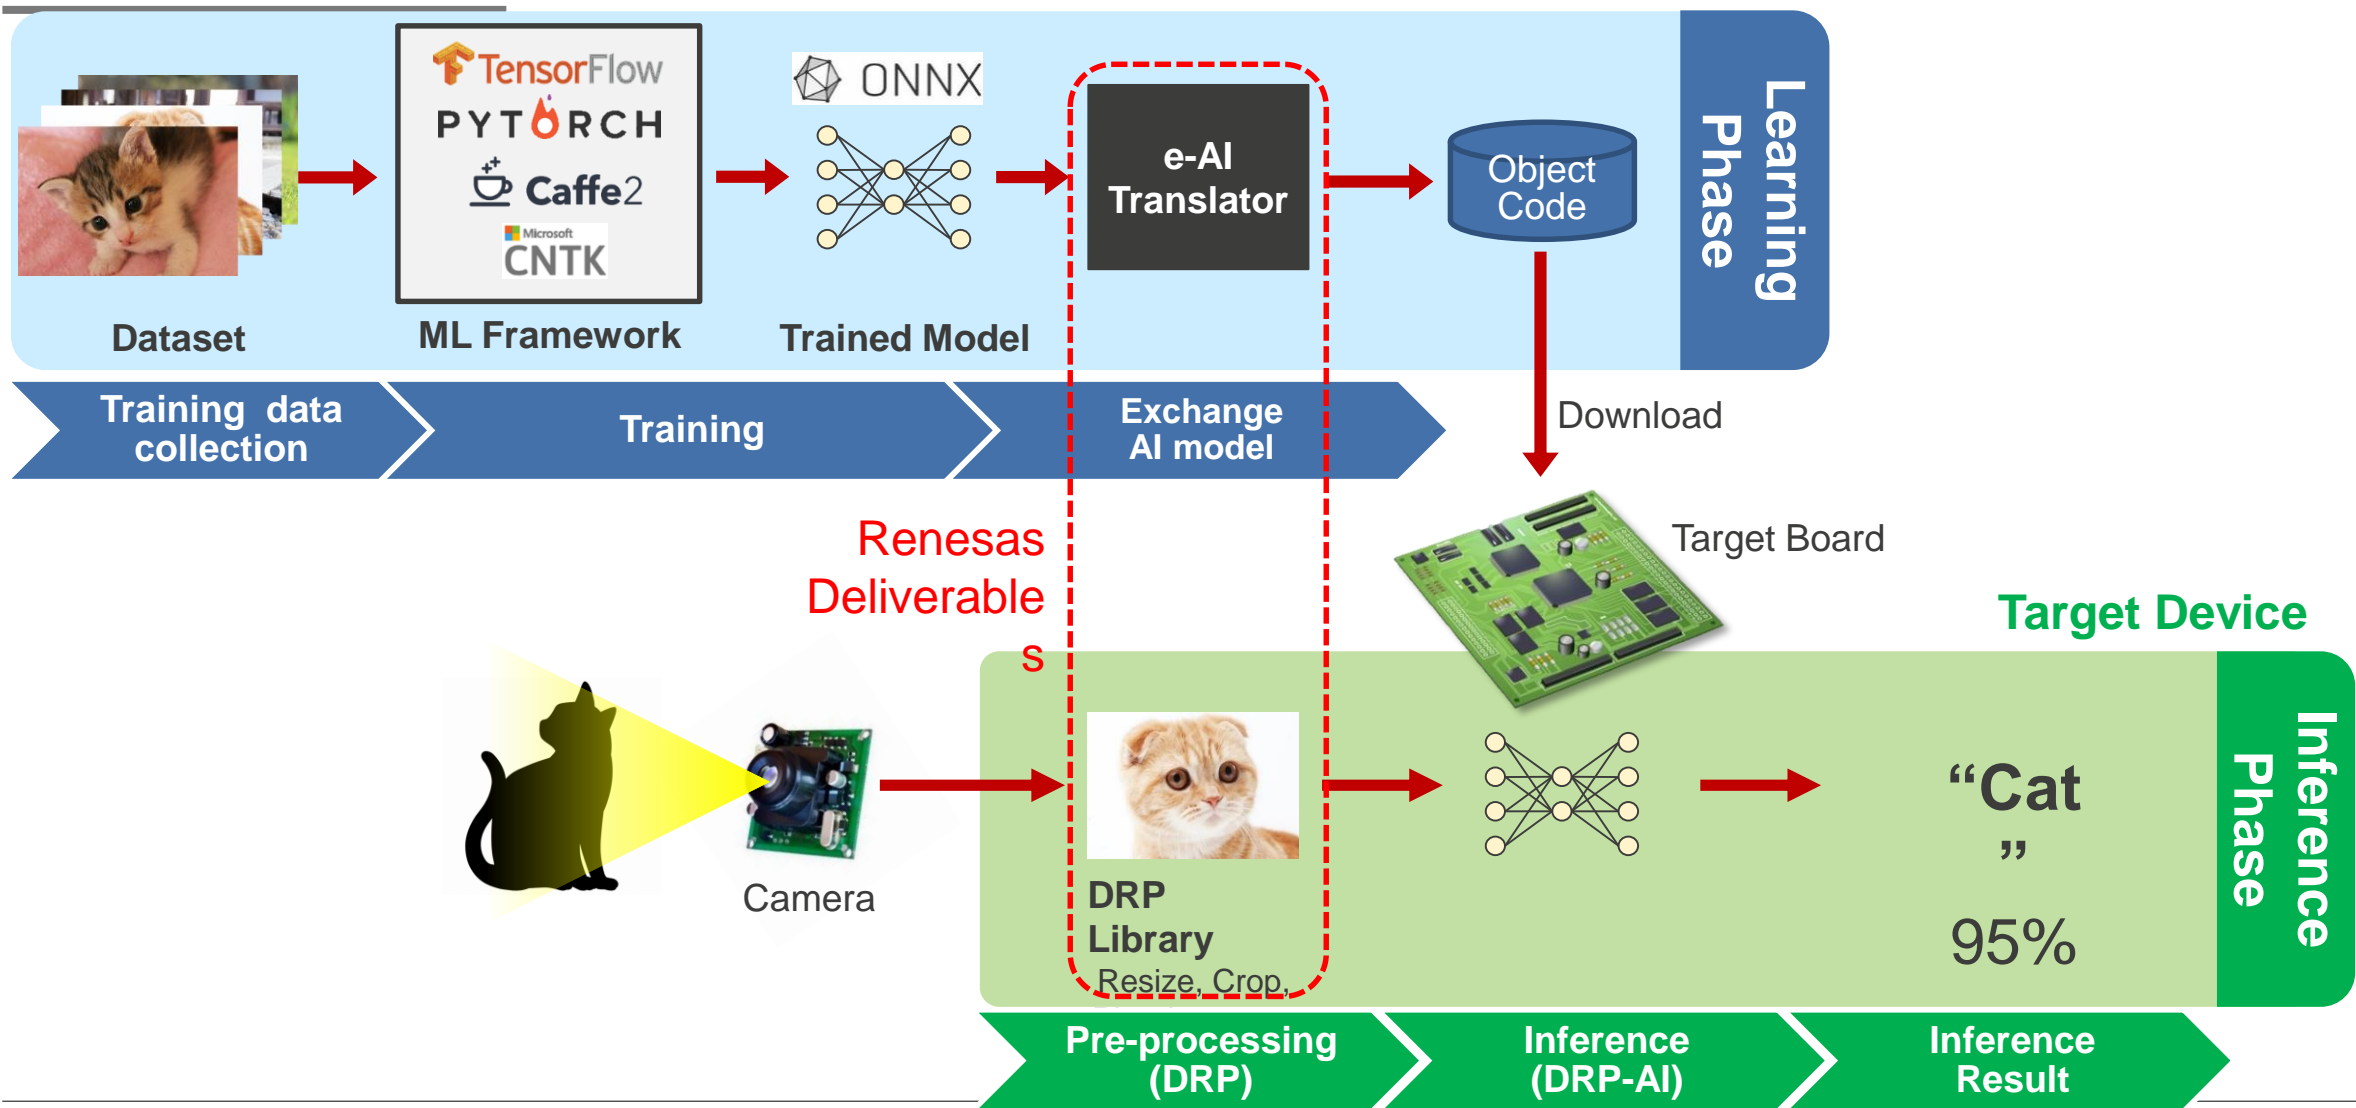 TensorFlow
PYTORCH
Caffe2
Microsoft
CNTK
ONNX
e-AI
Translator
Object
Code
Learning
Phase
Dataset
ML Framework
Trained Model
Training data
collection
Training
Exchange
AI model
Download
Renesas
Deliverable
s
Target Board
Target Device
Camera
DRP
Library
Resize, Crop,
“Cat
”
95%
Inference
Phase
Pre-processing
(DRP)
Inference
(DRP-AI)
Inference
Result